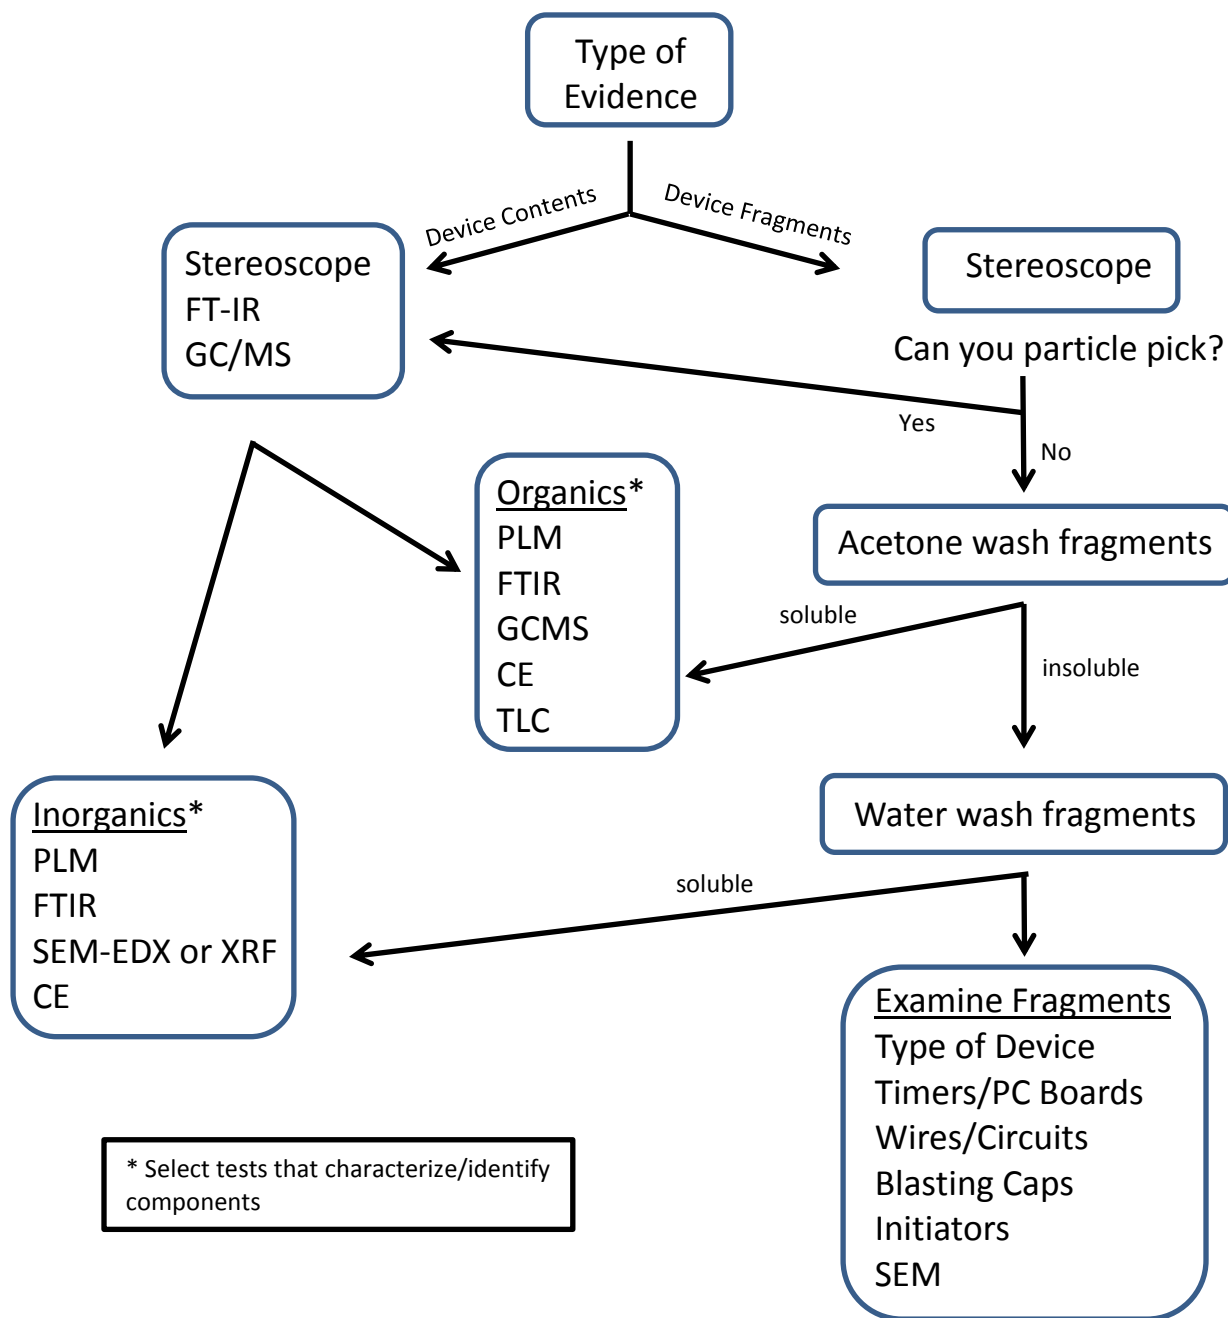 Type of
Evidence
Device Contents
Device Fragments
Stereoscope
FT-IR
GC/MS
Stereoscope
Can you particle pick?
Yes
No
Organics*
PLM
FTIR
GCMS
CE
TLC
Acetone wash fragments
soluble
insoluble
Inorganics*
PLM
FTIR
SEM-EDX or XRF
CE
Water wash fragments
soluble
Examine Fragments
Type of Device
Timers/PC Boards
Wires/Circuits
Blasting Caps
Initiators
SEM
* Select tests that characterize/identify
components